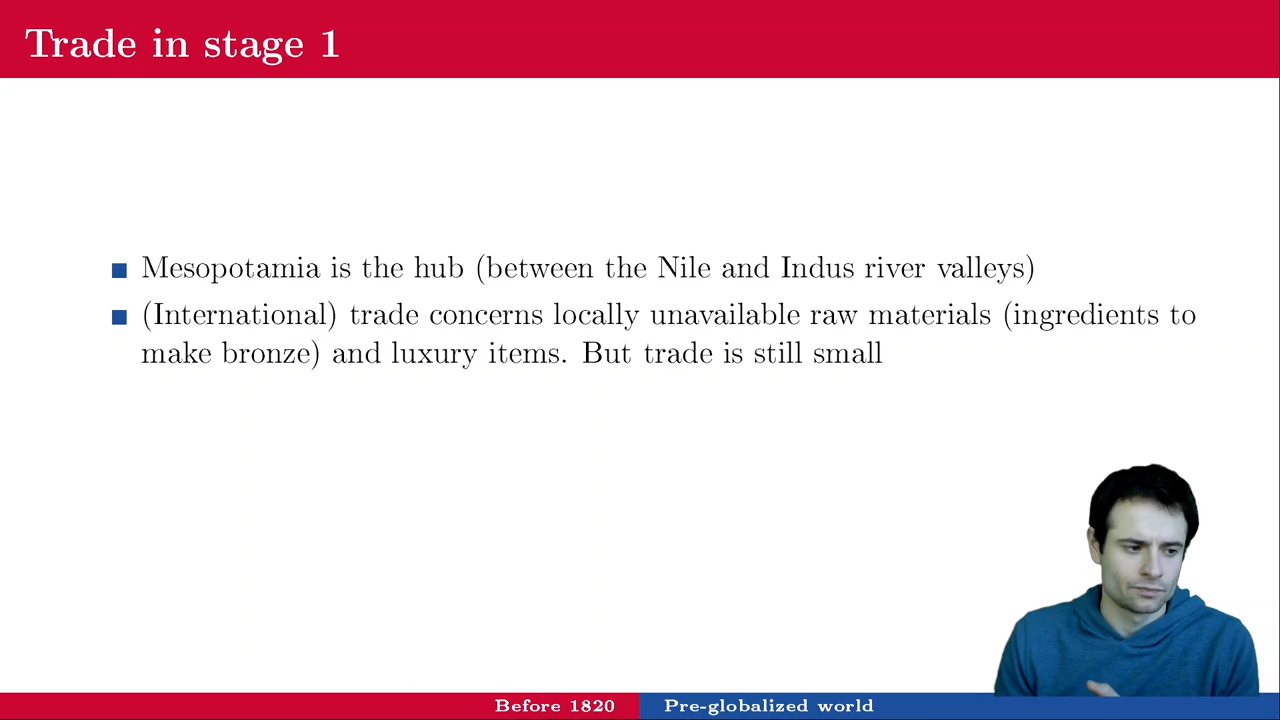 Trade in stage 1
Mesopotamia is the hub (between the Nile and Indus river valleys)
(International) trade concerns locally unavailable raw materials (ingredients to
make bronze) and luxury items. But trade is still small
Before 1820
Pre-globalized world